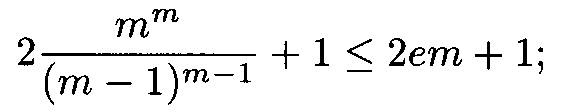 2 \frac{m^m}{(m-1)^{m-1}} + 1 \leq 2em + 1;